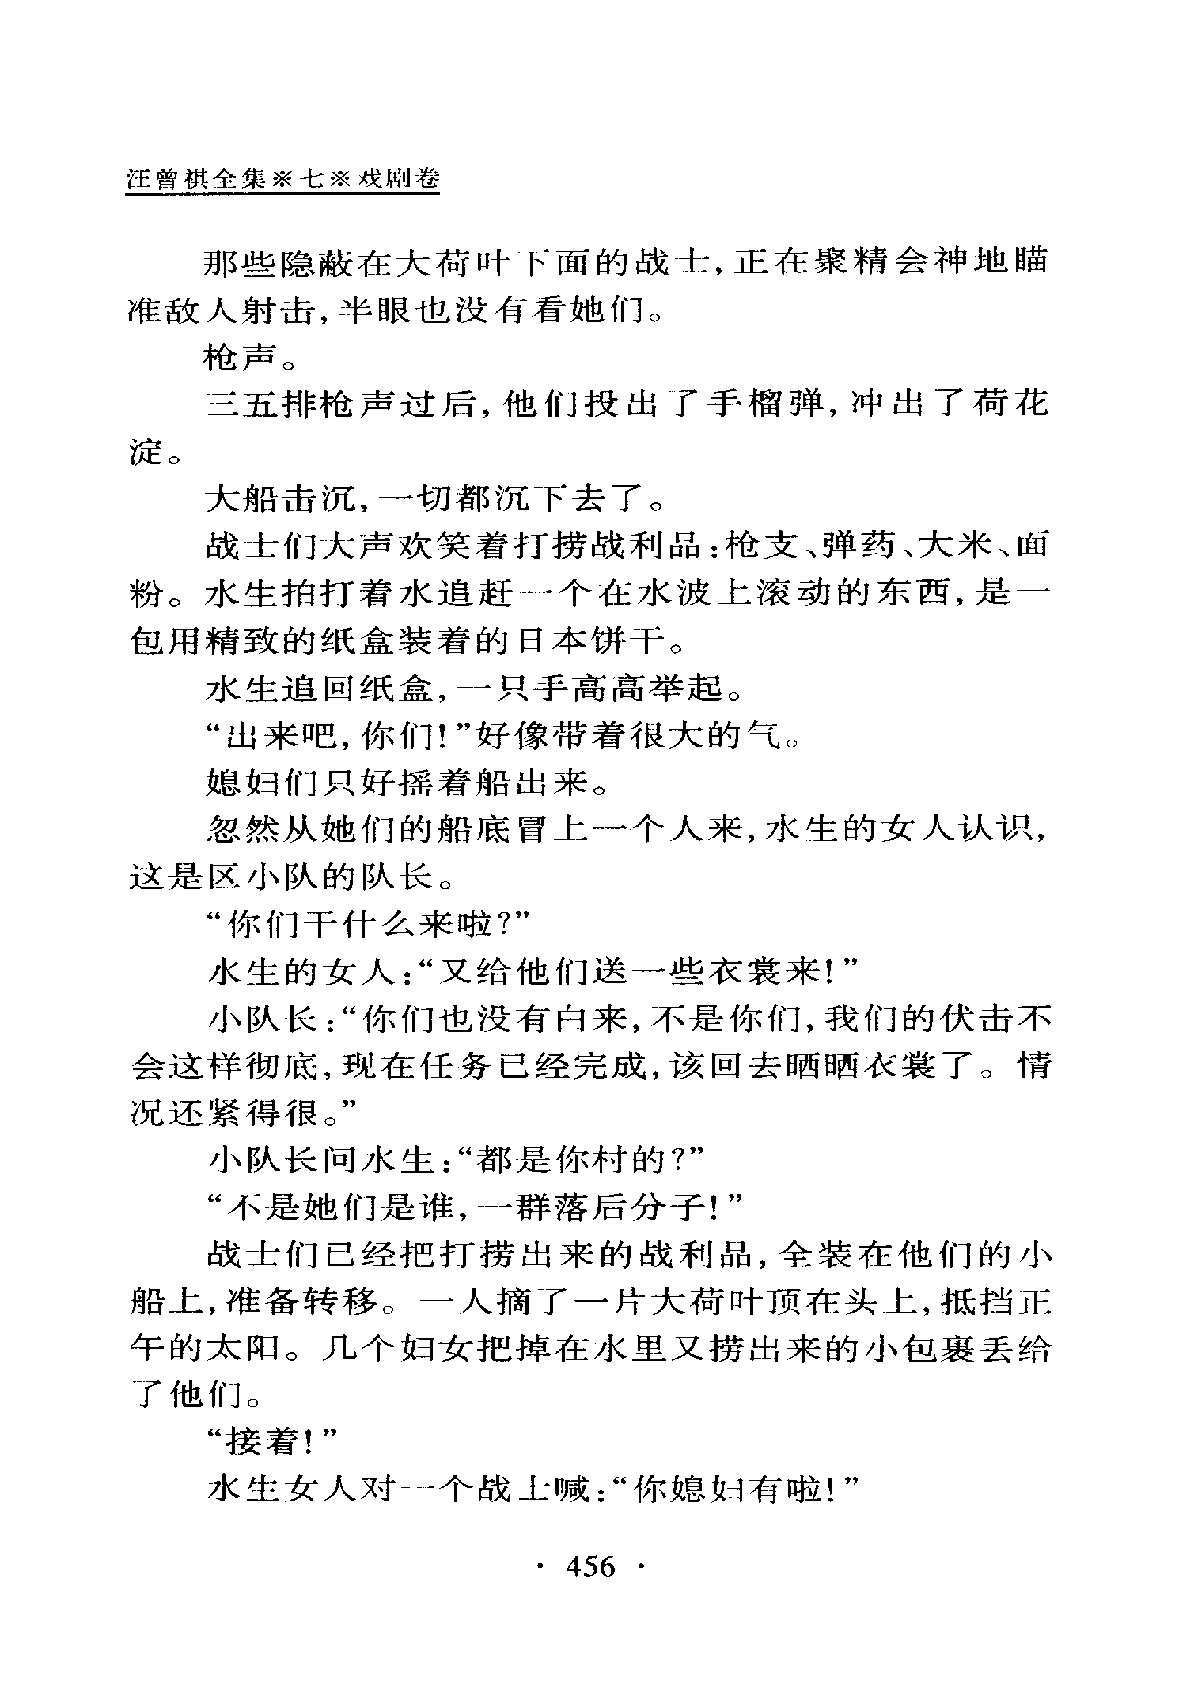 汪曾祺全集※七※戏剧卷
那些隐蔽在大荷叶下面的战士，正在聚精会神地瞄
准敌人射击，半眼也没有看她们。
枪声。
三五排枪声过后，他们投出了手榴弹，冲出了荷花
淀。
大船击沉，一切都沉下去了。
战士们大声欢笑着打捞战利品：枪支、弹药、大米、面
粉。水生拍打着水追赶一个在水波上滚动的东西，是一
包用精致的纸盒装着的日本饼干。
水生追回纸盒，一只手高高举起。
“出来吧，你们！”好像带着很大的气。
媳妇们只好摇着船出来。
忽然从她们的船底冒上一个人来，水生的女人认识，
这是区小队的队长。
“你们干什么来啦？”
水生的女人：“又给他们送一些衣裳来！”
小队长：“你们也没有白来，不是你们，我们的伏击不
会这样彻底，现在任务已经完成，该回去晒晒衣裳了。情
况还紧得很。”
小队长问水生：“都是你村的？”
“不是她们是谁，一群落后分子！”
战士们已经把打捞出来的战利品，全装在他们的小
船上，准备转移。一人摘了一片大荷叶顶在头上，抵挡正
午的太阳。几个妇女把掉在水里又捞出来的小包裹丢给
了他们。
“接着！”
水生女人对一个战士喊：“你媳妇有啦！”
· 456 ·